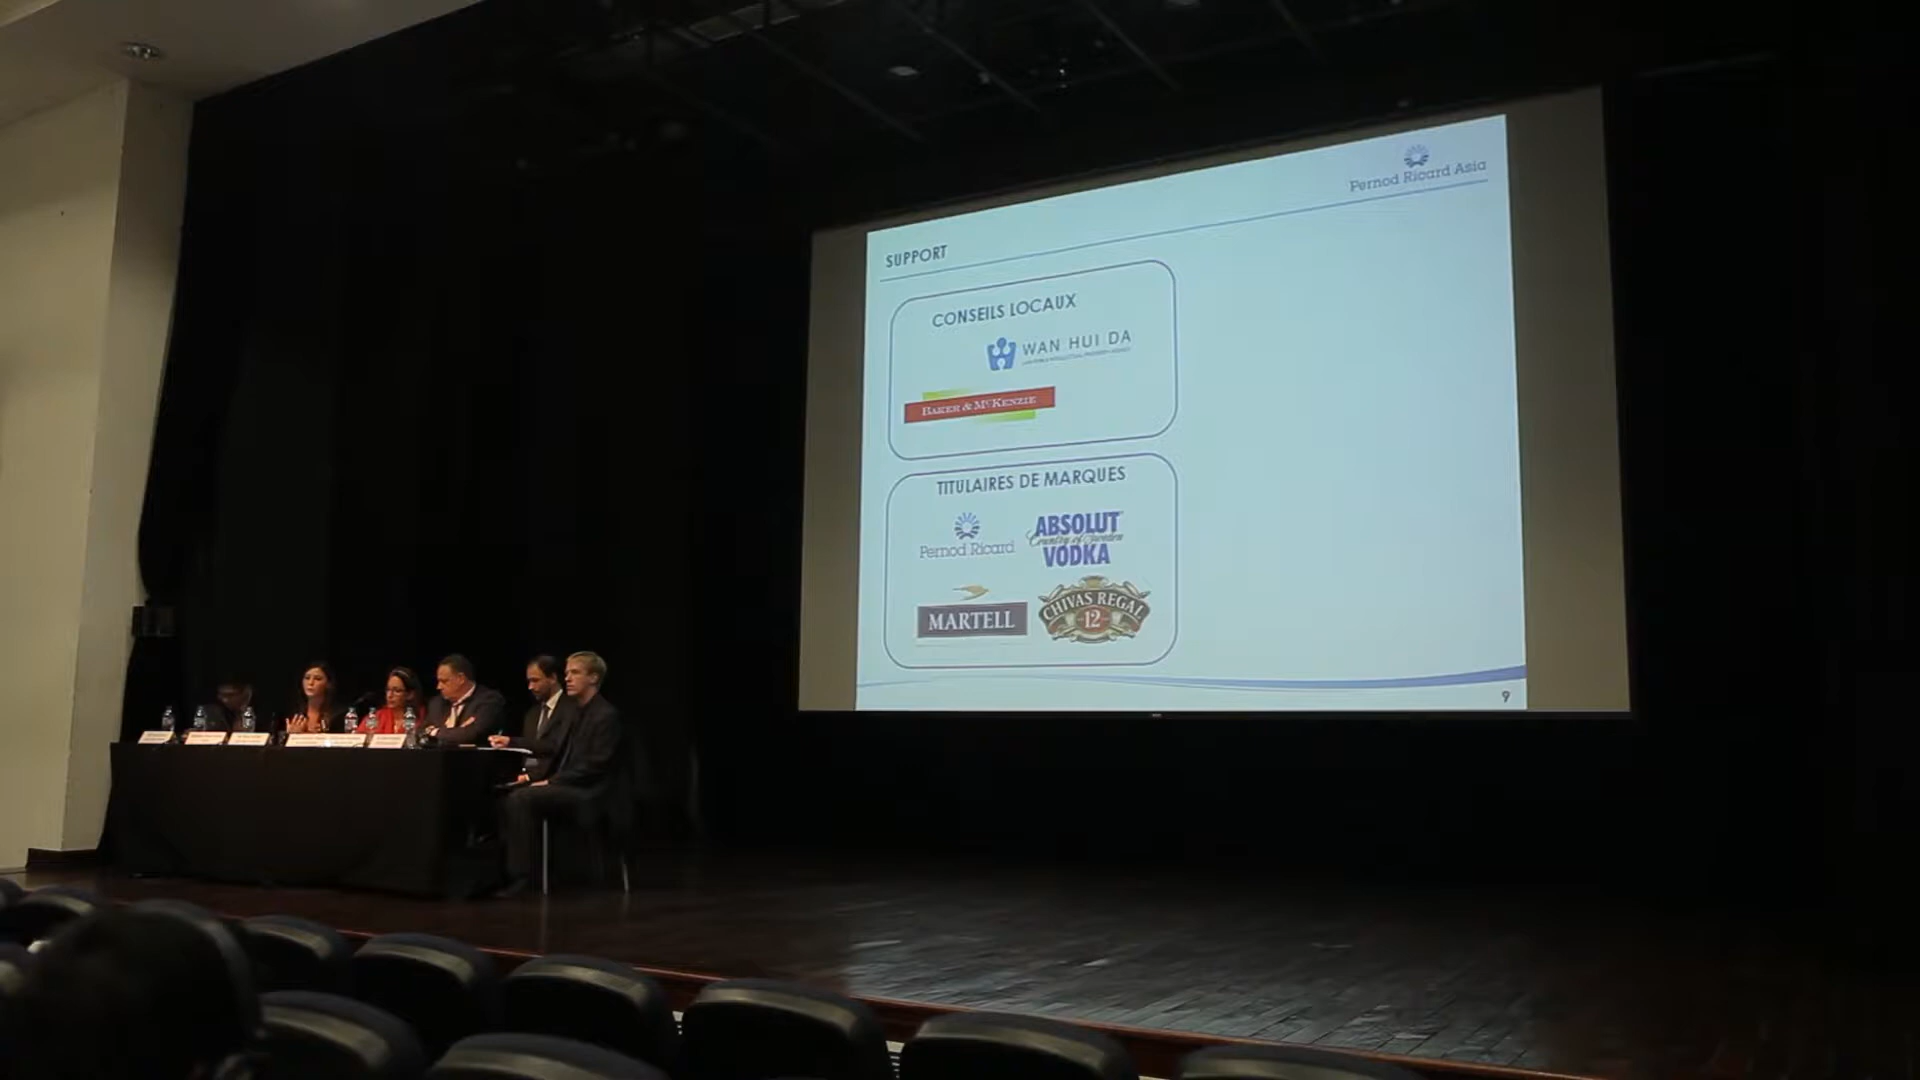 Pernod Ricard Asia
SUPPORT
CONSEILS LOCAUX
WAN HUI DA
BAKER & McKENZIE
TITULAIRES DE MARQUES
Pernod Ricard
ABSOLUT
Country of Sweden
VODKA
MARTELL
CHIVAS REGAL
12
9